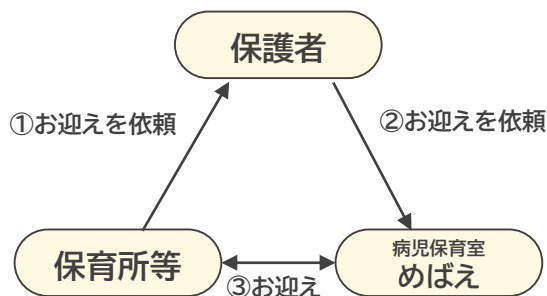 保護者
①お迎えを依頼
②お迎えを依頼
保育所等
病児保育室
めばえ
③お迎え